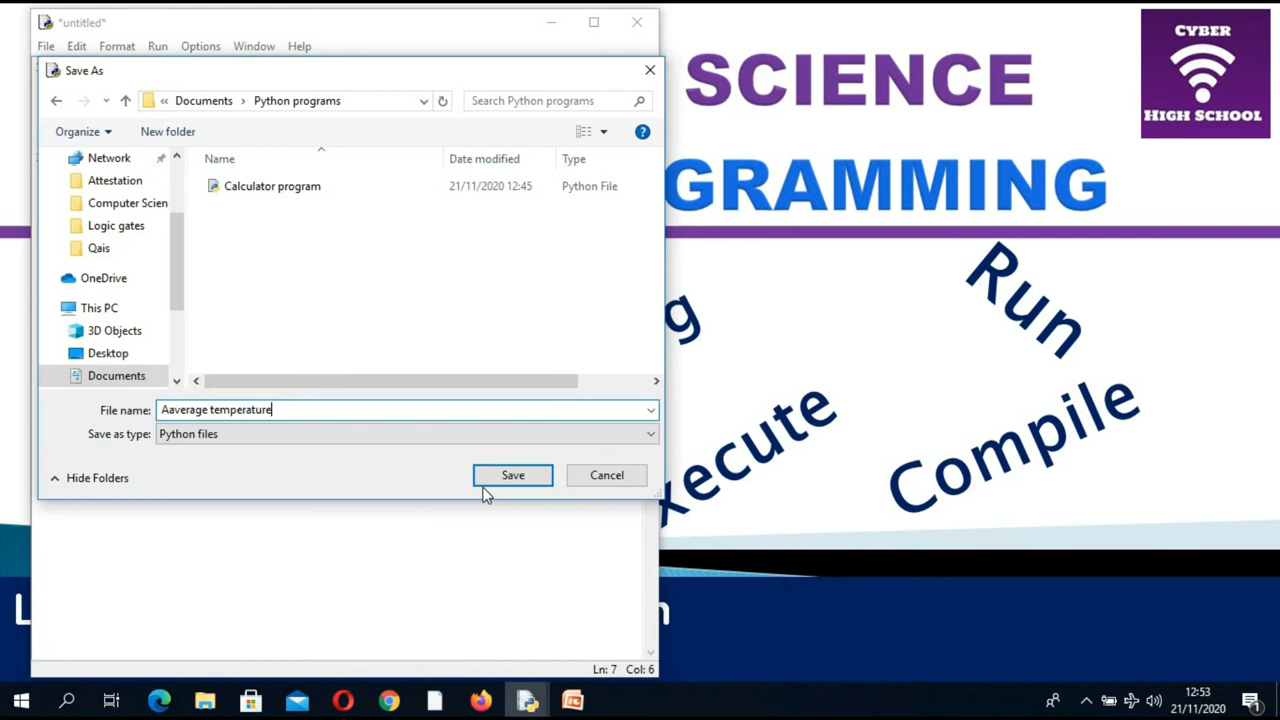 *untitled*
File Edit Format Run Options Window Help
Save As
« Documents > Python programs
Search Python programs
Organize
New folder
Name
Date modified
Type
Network
Attestation
Computer Scien
Logic gates
Qais
OneDrive
This PC
3D Objects
Desktop
Documents
Calculator program
21/11/2020 12:45
Python File
File name:
Aaverage temperature
Save as type:
Python files
Hide Folders
Save
Cancel
Ln: 7 Col: 6
SCIENCE
GRAMMING
CYBER
HIGH SCHOOL
g
Run
xecute
Compile
L
n
12:53
21/11/2020
1